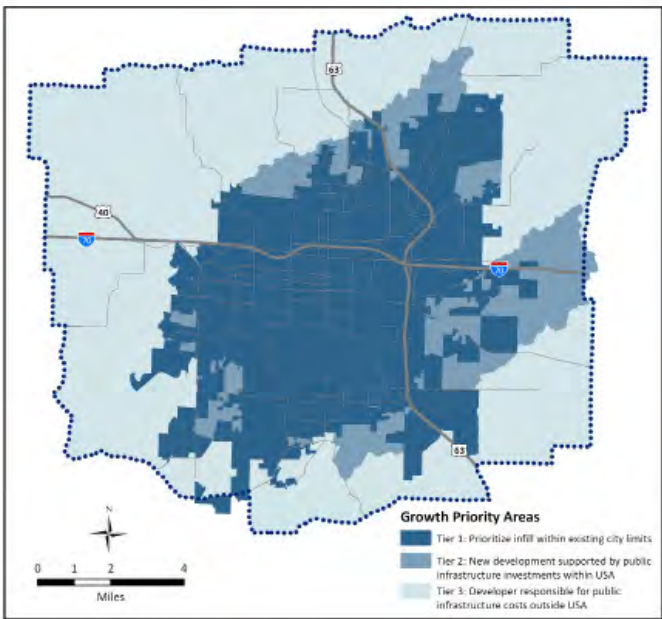 63
40
70
70
63
N
Growth Priority Areas
Tier 1: Prioritize infill within existing city limits
Tier 2: New development supported by public
infrastructure investments within USA
Tier 3: Developer responsible for public
infrastructure costs outside USA
0 1 2 4
Miles